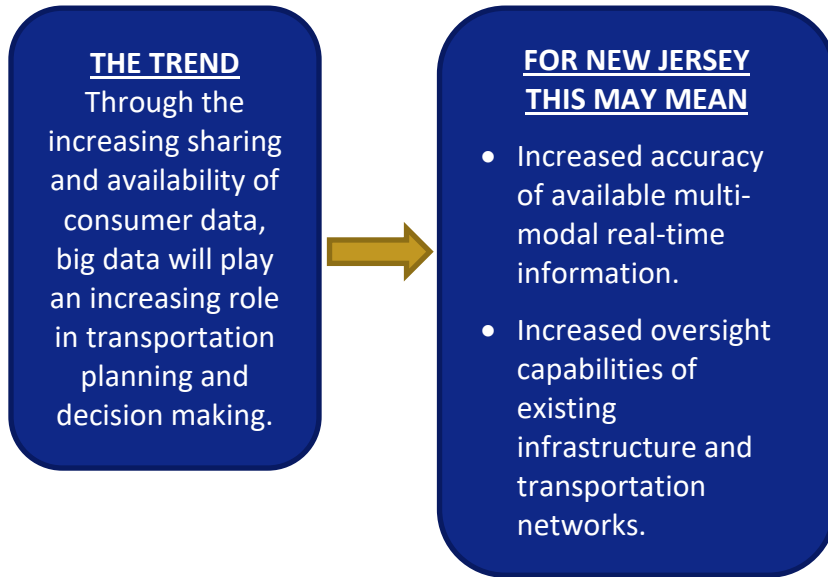 THE TREND
Through the
increasing sharing
and availability of
consumer data,
big data will play
an increasing role
in transportation
planning and
decision making.
FOR NEW JERSEY
THIS MAY MEAN
• Increased accuracy
of available multi-
modal real-time
information.
• Increased oversight
capabilities of
existing
infrastructure and
transportation
networks.